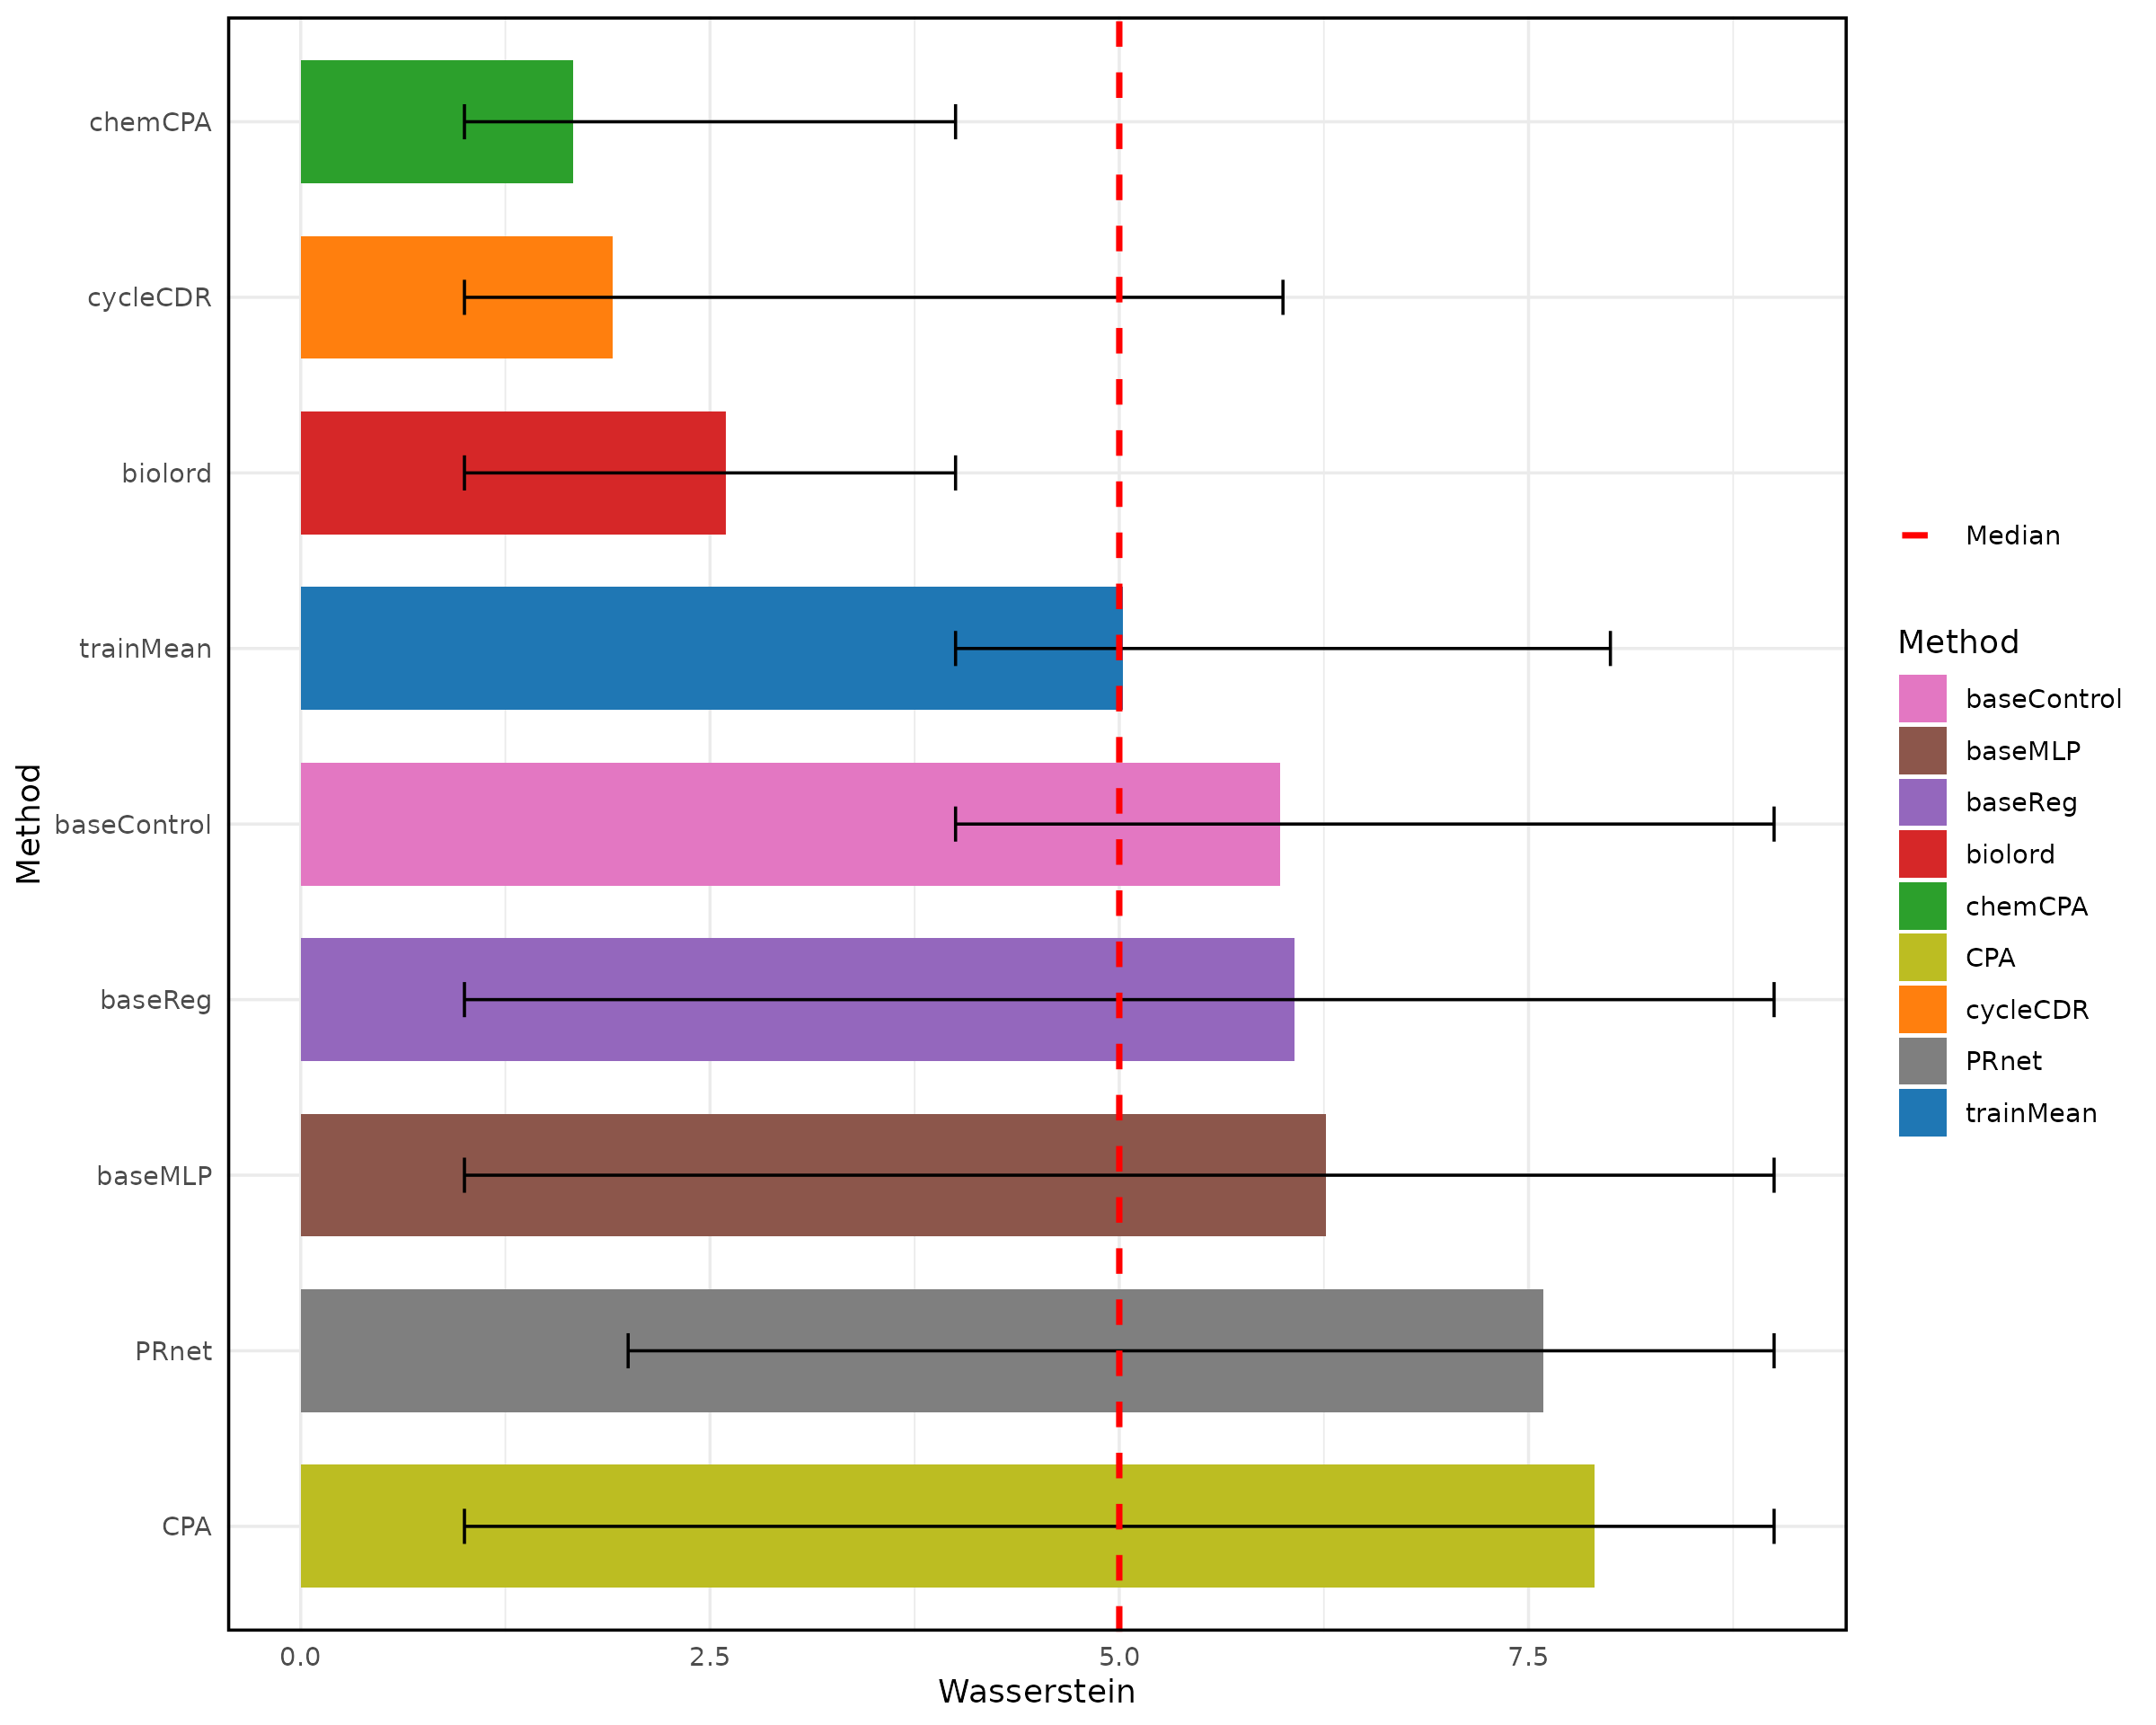 chemCPA
cycleCDR
biolord
trainMean
baseControl
baseReg
baseMLP
PRnet
CPA
Method
0.0
2.5
5.0
7.5
Wasserstein
Median
Method
baseControl
baseMLP
baseReg
biolord
chemCPA
CPA
cycleCDR
PRnet
trainMean